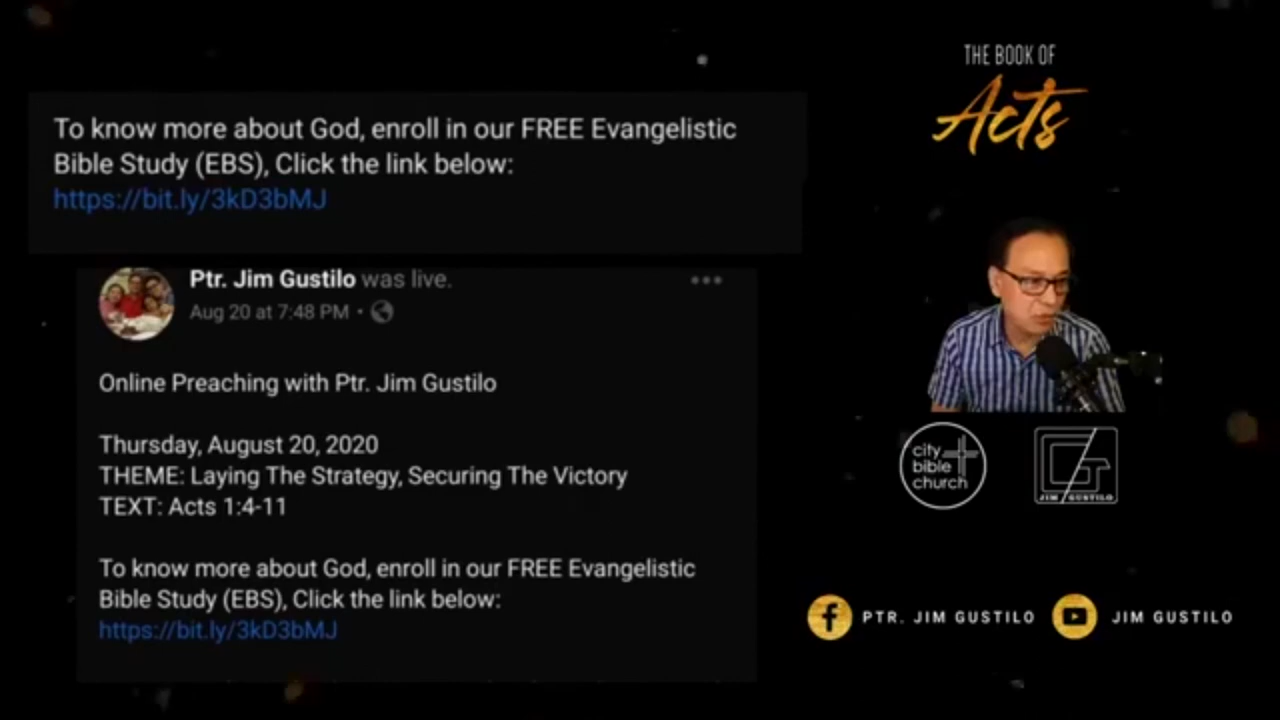 To know more about God, enroll in our FREE Evangelistic
Bible Study (EBS), Click the link below:
https://bit.ly/3kD3bMJ
Ptr. Jim Gustilo was live.
Aug 20 at 7:48 PM •
Online Preaching with Ptr. Jim Gustilo
Thursday, August 20, 2020
THEME: Laying The Strategy, Securing The Victory
TEXT: Acts 1:4-11
To know more about God, enroll in our FREE Evangelistic
Bible Study (EBS), Click the link below:
https://bit.ly/3kD3bMJ
THE BOOK OF
Acts
city
bible
church
JIM GUSTILO
PTR. JIM GUSTILO
JIM GUSTILO